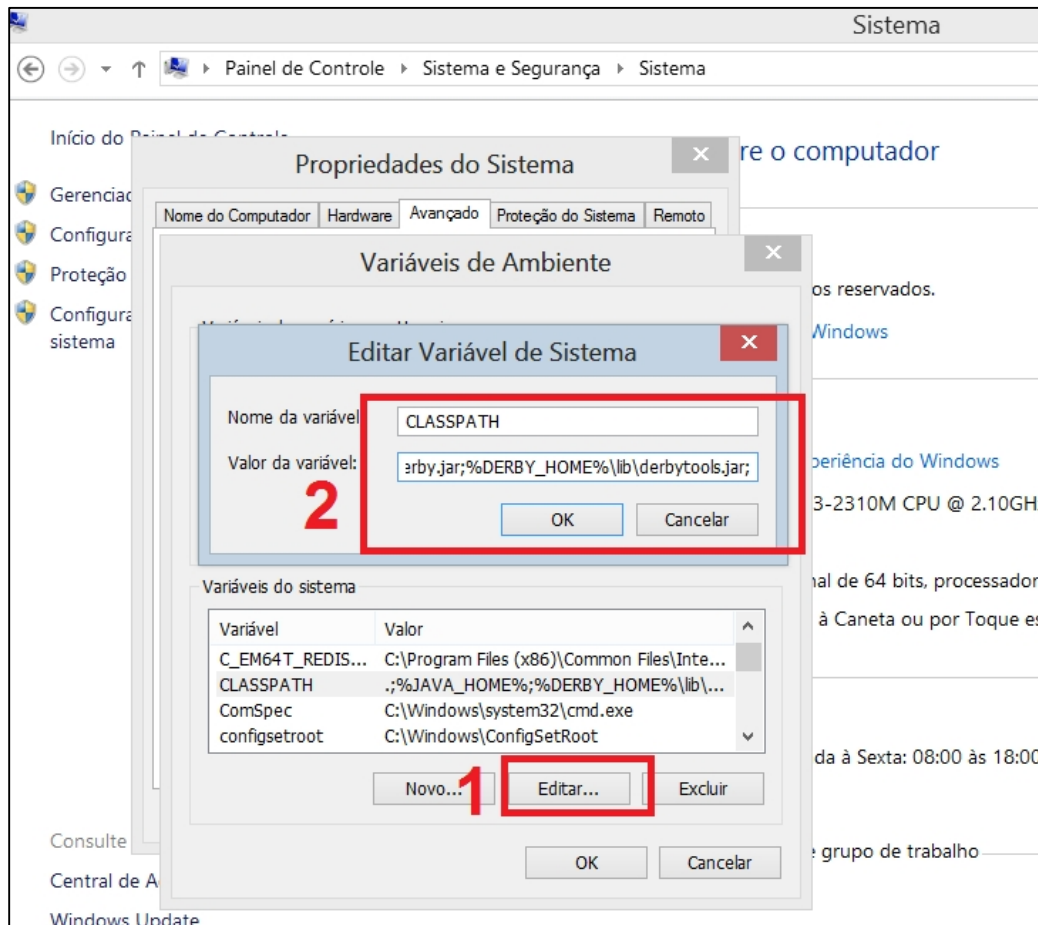 Sistema
Painel de Controle Sistema e Segurança Sistema
Início do Painel de Controle
re o computador
Propriedades do Sistema
Gerenciad
Nome do Computador Hardware Avançado Proteção do Sistema Remoto
Configura
Variáveis de Ambiente
Proteção
os reservados.
Configura
sistema
Windows
Editar Variável de Sistema
Nome da variável
CLASSPATH
Valor da variável:
erby.jar;%DERBY_HOME%\lib\derbytools.jar;
periência do Windows
2
3-2310M CPU @ 2.10GH
OK Cancelar
Variáveis do sistema
nal de 64 bits, processador
à Caneta ou por Toque es
Variável Valor
C_EM64T_REDIS... C:\Program Files (x86)\Common Files\Inte...
CLASSPATH .;%JAVA_HOME%;%DERBY_HOME%\lib\...
ComSpec C:\Windows\system32\cmd.exe
configsetroot C:\Windows\ConfigSetRoot
da à Sexta: 08:00 às 18:00
Novo... 1 Editar... Excluir
Consulte
e grupo de trabalho
OK Cancelar
Central de A
Windows Update